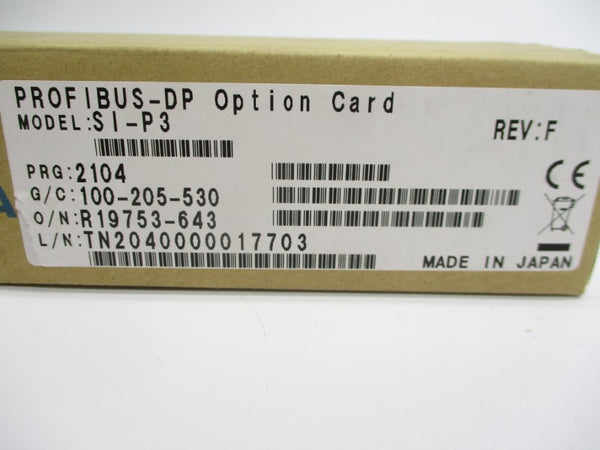 PROFIBUS-DP Option Card
MODEL:SI-P3
REV:F
PRG:2104
G/C:100-205-530
O/N:R19753-643
L/N:TN2040000017703
CE
MADE IN JAPAN
A